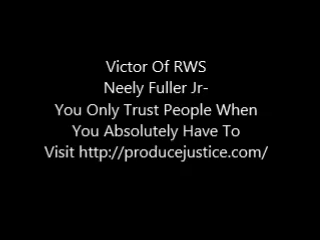 Victor Of RWS
Neely Fuller Jr-
You Only Trust People When
You Absolutely Have To
Visit http://producejustice.com/